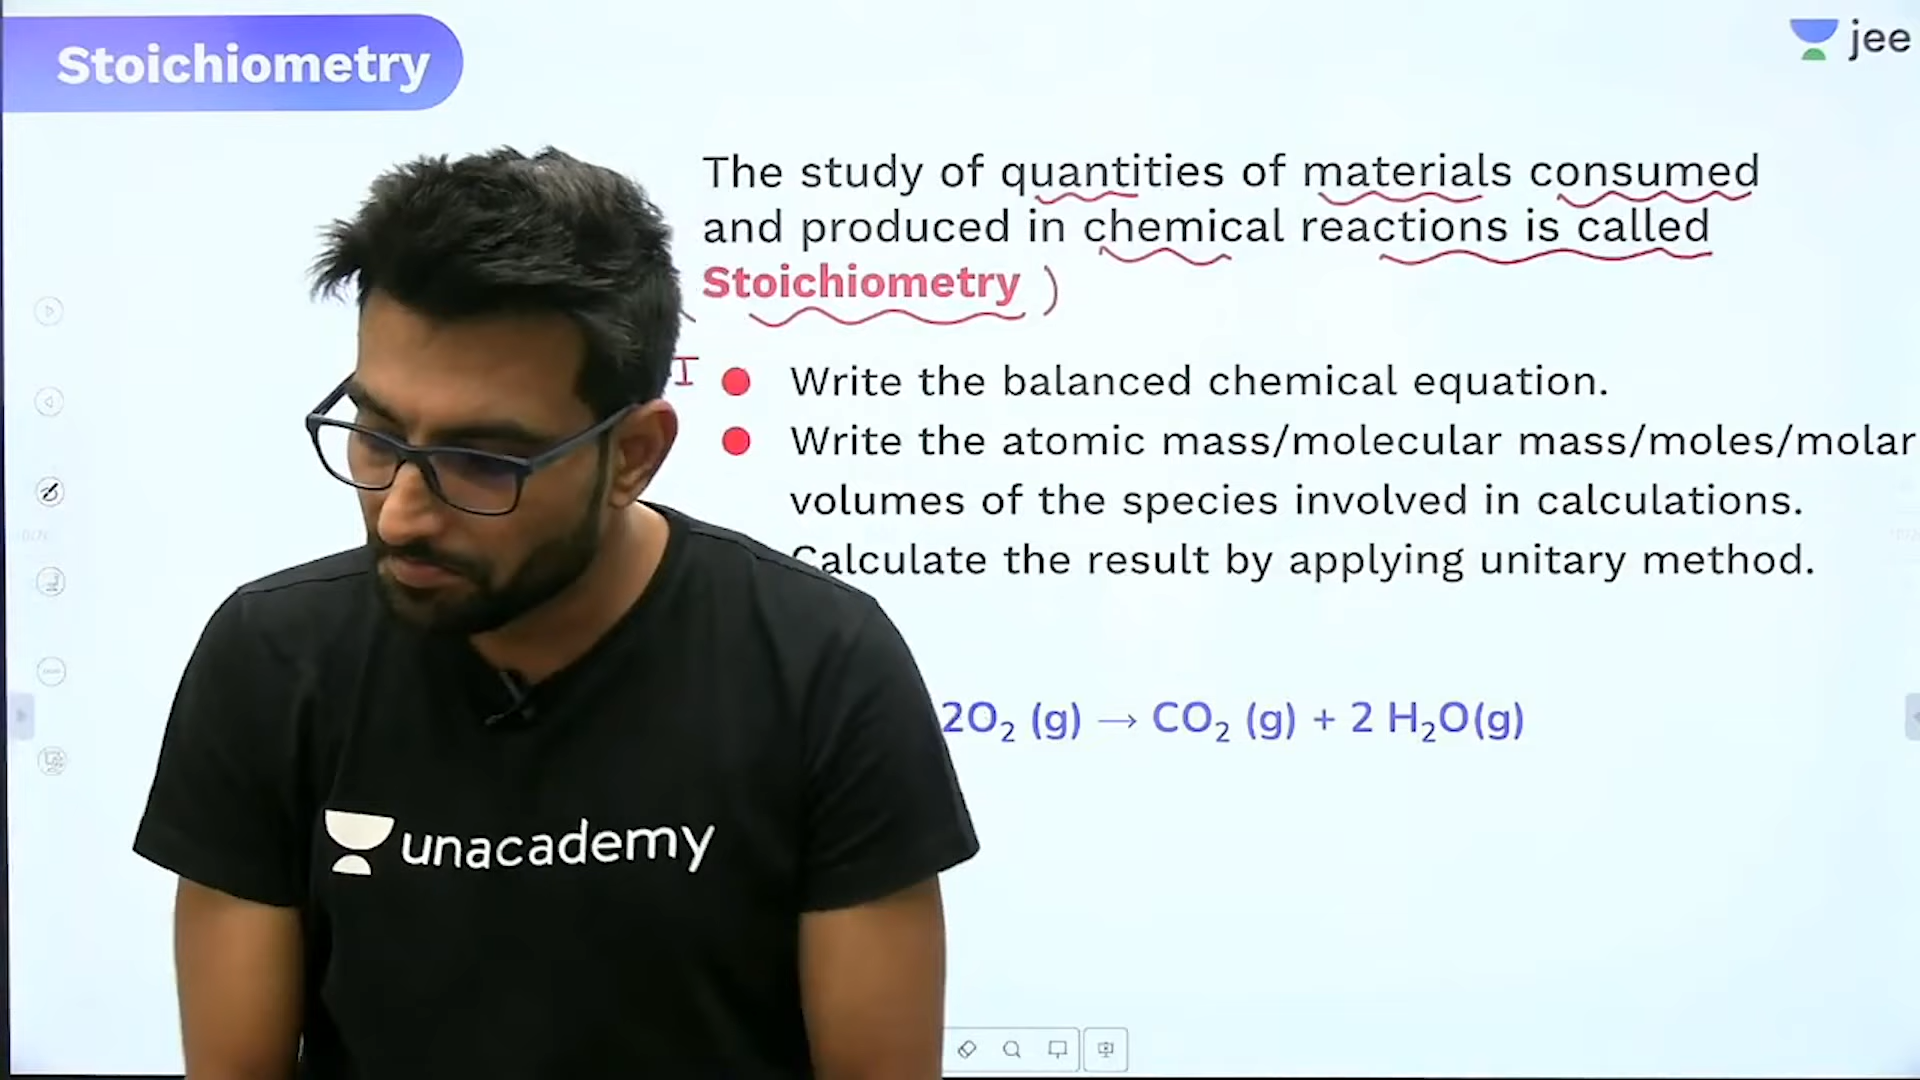 Stoichiometry
jee
The study of quantities of materials consumed
and produced in chemical reactions is called
Stoichiometry )
I
Write the balanced chemical equation.
Write the atomic mass/molecular mass/moles/molar
volumes of the species involved in calculations.
Calculate the result by applying unitary method.
2O₂ (g) → CO₂ (g) + 2 H₂O(g)
unacademy